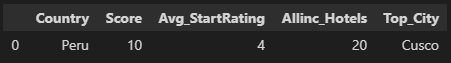 Country Score Avg_StartRating Allinc_Hotels Top_City
0 Peru 10 4 20 Cusco